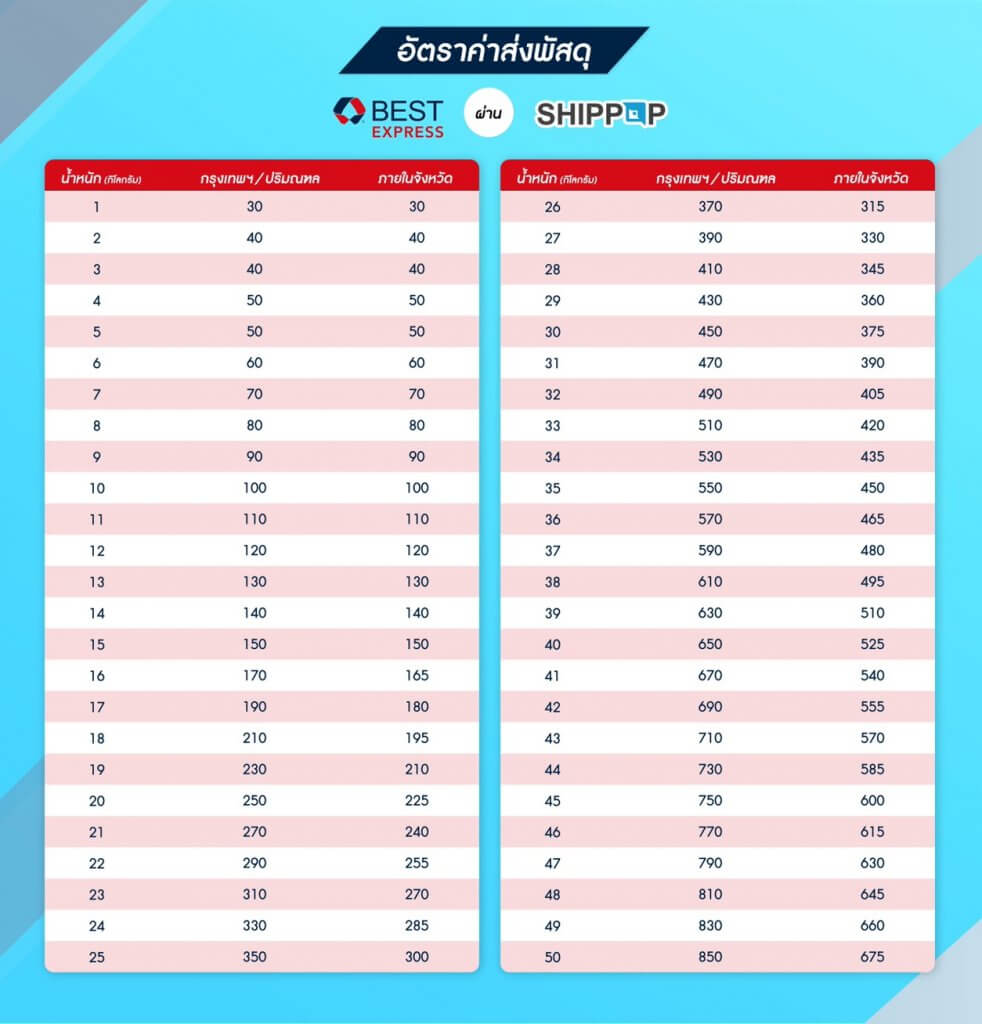 อัตราค่าส่งพัสดุ
BEST EXPRESS ผ่าน SHIPPOP
น้ำหนัก (กิโลกรัม) กรุงเทพฯ/ปริมณฑล ภายในจังหวัด
1 30 30
2 40 40
3 40 40
4 50 50
5 50 50
6 60 60
7 70 70
8 80 80
9 90 90
10 100 100
11 110 110
12 120 120
13 130 130
14 140 140
15 150 150
16 170 165
17 190 180
18 210 195
19 230 210
20 250 225
21 270 240
22 290 255
23 310 270
24 330 285
25 350 300
น้ำหนัก (กิโลกรัม) กรุงเทพฯ/ปริมณฑล ภายในจังหวัด
26 370 315
27 390 330
28 410 345
29 430 360
30 450 375
31 470 390
32 490 405
33 510 420
34 530 435
35 550 450
36 570 465
37 590 480
38 610 495
39 630 510
40 650 525
41 670 540
42 690 555
43 710 570
44 730 585
45 750 600
46 770 615
47 790 630
48 810 645
49 830 660
50 850 675